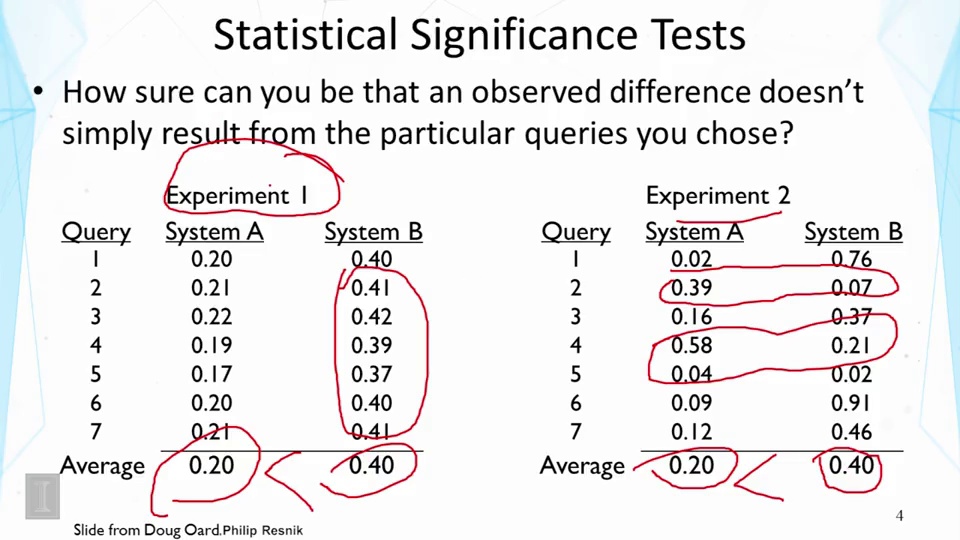 Statistical Significance Tests
• How sure can you be that an observed difference doesn't
simply result from the particular queries you chose?
Experiment 1 Experiment 2
Query System A System B Query System A System B
1 0.20 0.40 1 0.02 0.76
2 0.21 0.41 2 0.39 0.07
3 0.22 0.42 3 0.16 0.37
4 0.19 0.39 4 0.58 0.21
5 0.17 0.37 5 0.04 0.02
6 0.20 0.40 6 0.09 0.91
7 0.21 0.41 7 0.12 0.46
Average 0.20 < 0.40 Average 0.20 < 0.40
I
4
Slide from Doug Oard.Philip Resnik